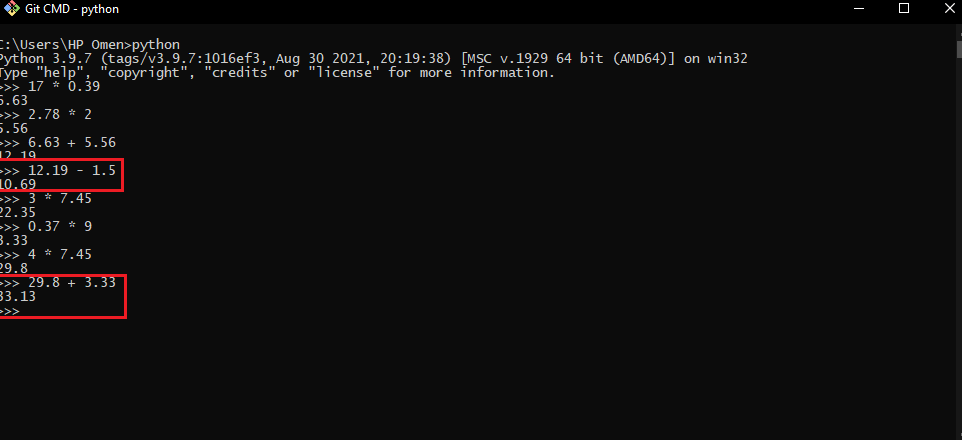 Git CMD - python
C:\Users\HP Omen>python
Python 3.9.7 (tags/v3.9.7:1016ef3, Aug 30 2021, 20:19:38) [MSC v.1929 64 bit (AMD64)] on win32
Type "help", "copyright", "credits" or "license" for more information.
>>> 17 * 0.39
6.63
>>> 2.78 * 2
5.56
>>> 6.63 + 5.56
12.19
>>> 12.19 - 1.5
10.69
>>> 3 * 7.45
22.35
>>> 0.37 * 9
3.33
>>> 4 * 7.45
29.8
>>> 29.8 + 3.33
33.13
>>>